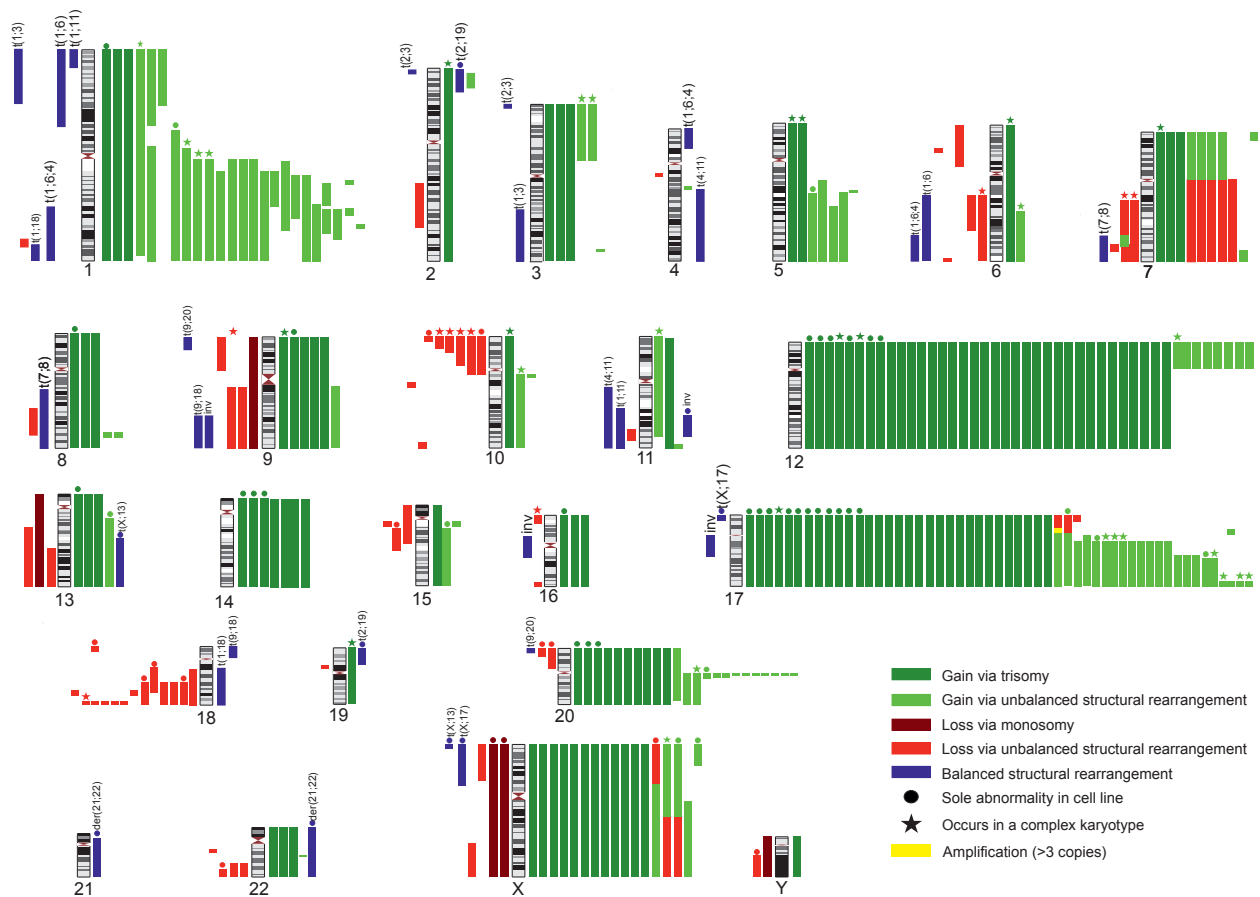 t(1;3)
t(1;6)
t(1;11)
t(1;18)
t(1;6;4)
1
t(2;3)
t(2;19)
2
t(2;3)
t(1;3)
3
t(1;6;4)
t(4;11)
4
5
t(1;6;4)
t(1;6)
6
t(7;8)
7
t(7;8)
8
t(9;20)
t(9;18)
inv
9
10
t(4;11)
t(1;11)
inv
11
12
t(X;13)
13
14
15
inv
16
inv
t(X;17)
17
t(1;18)
t(9;18)
18
t(2;19)
19
t(9;20)
20
der(21;22)
21
der(21;22)
22
t(X;13)
t(X;17)
X
Y
Gain via trisomy
Gain via unbalanced structural rearrangement
Loss via monosomy
Loss via unbalanced structural rearrangement
Balanced structural rearrangement
Sole abnormality in cell line
Occurs in a complex karyotype
Amplification (>3 copies)